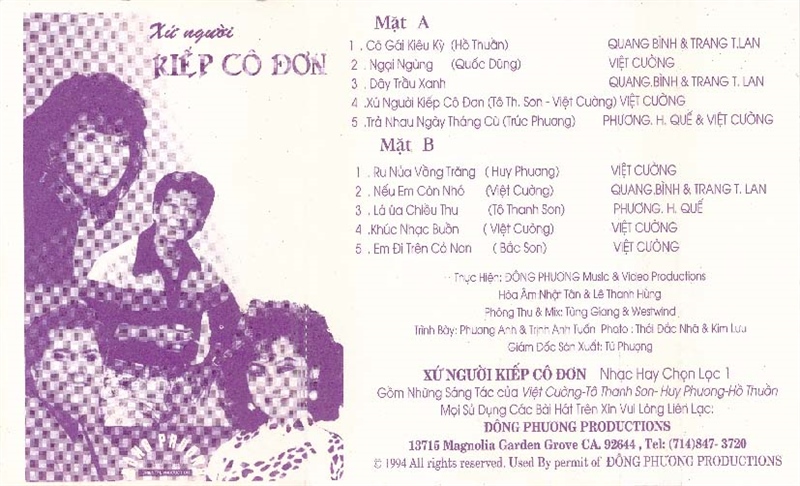 Xứ người
KIẾP CÔ ĐƠN
Mặt A
1 . Cô Gái Kiêu Kỳ (Hồ Thuần) QUANG BÌNH & TRANG T.LAN
2 . Ngại Ngùng (Quốc Dũng) VIỆT CƯỜNG
3 . Dây Trầu Xanh QUANG.BÌNH & TRANG T. LAN
4 .Xứ Người Kiếp Cô Đơn (Tô Th. Sơn - Việt Cường) VIỆT CƯỜNG
5 .Trả Nhau Ngày Tháng Cũ (Trúc Phương) PHƯƠNG. H. QUẾ & VIỆT CƯỜNG
Mặt B
1 . Ru Nửa Vầng Trăng (Huy Phương) VIỆT CƯỜNG
2 . Nếu Em Còn Nhớ (Việt Cường) QUANG.BÌNH & TRANG T. LAN
3 . Lá úa Chiều Thu (Tô Thanh Sơn) PHƯƠNG. H. QUẾ
4 .Khúc Nhạc Buồn (Việt Cường) VIỆT CƯỜNG
5 . Em Đi Trên Cỏ Non (Bắc Sơn) VIỆT CƯỜNG
Thực Hiện: ĐÔNG PHƯƠNG Music & Video Productions
Hòa Âm Nhật Tân & Lê Thanh Hùng
Phòng Thu & Mix: Tùng Giang & Westwind
Trình Bày: Phương Anh & Trịnh Anh Tuấn Photo : Thái Đắc Nhã & Kim Lưu
Giám Đốc Sản Xuất: Tú Phượng
XỨ NGƯỜI KIẾP CÔ ĐƠN Nhạc Hay Chọn Lọc 1
Gồm Những Sáng Tác của Việt Cường-Tô Thanh Sơn- Huy Phương-Hồ Thuần
Mọi Sử Dụng Các Bài Hát Trên Xin Vui Lòng Liên Lạc:
ĐÔNG PHƯƠNG PRODUCTIONS
13715 Magnolia Garden Grove CA. 92644 , Tel: (714)847- 3720
© 1994 All rights reserved. Used By permit of ĐÔNG PHƯƠNG PRODUCTIONS